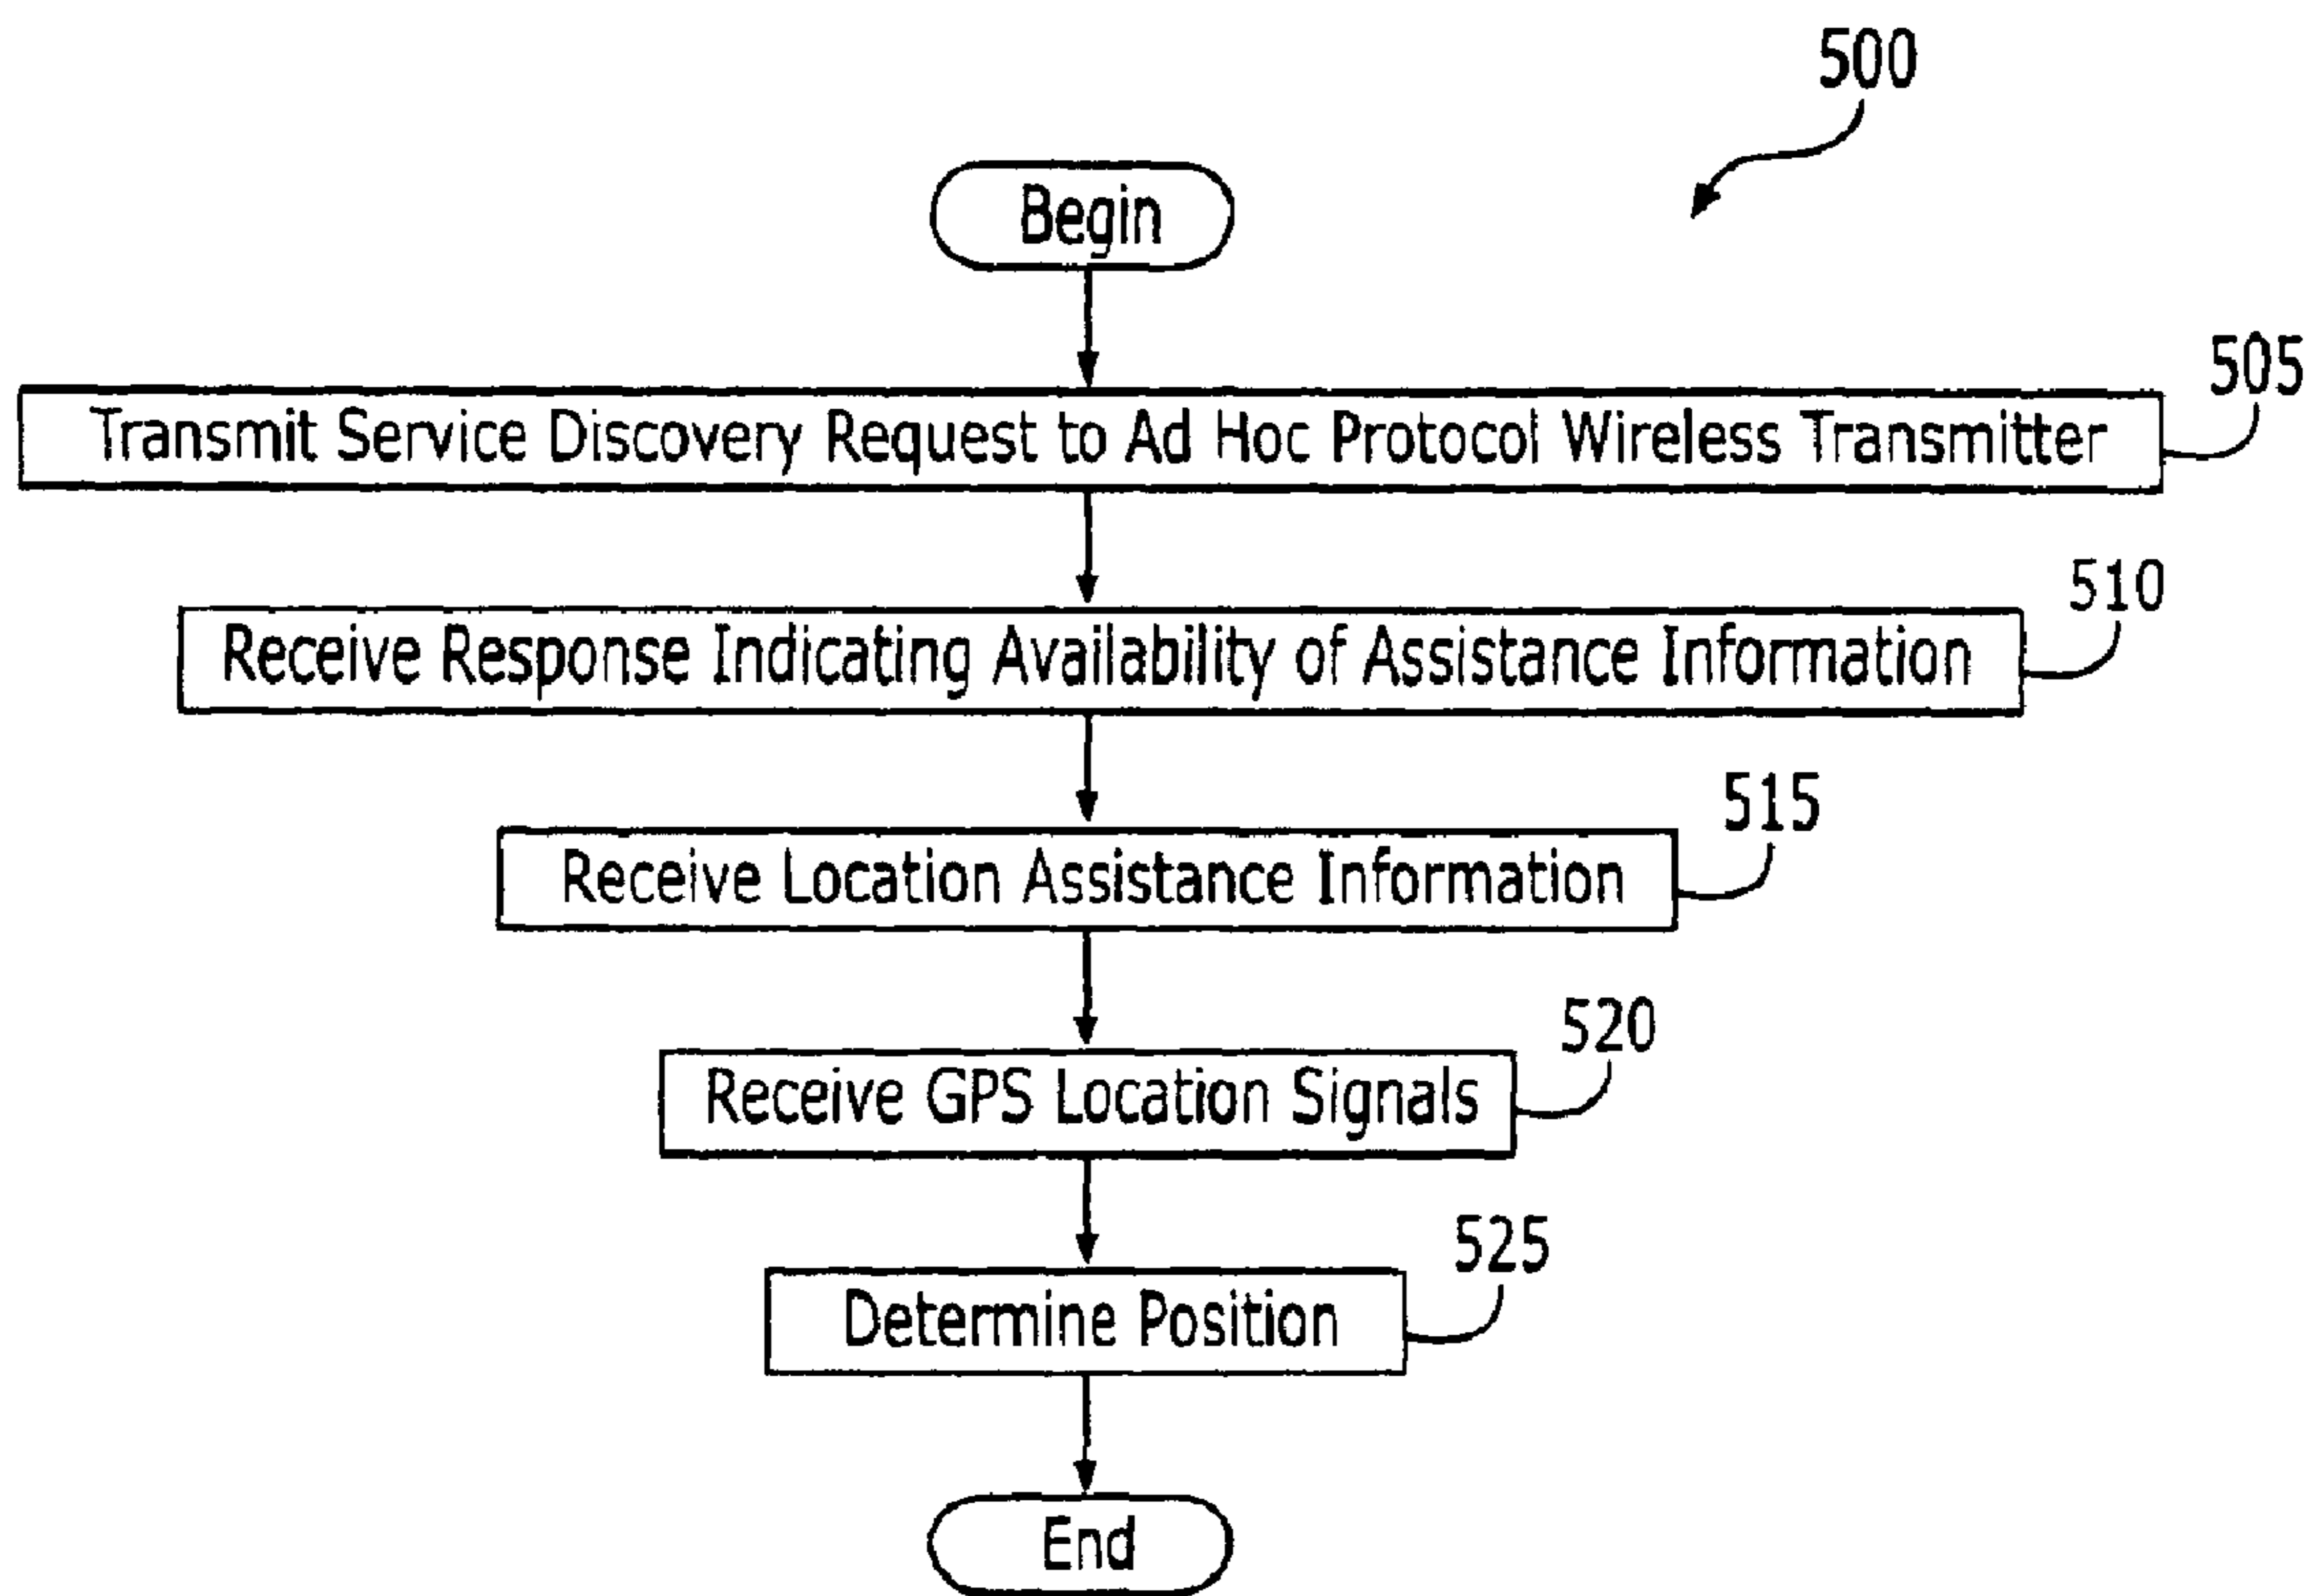 500
Begin
505
Transmit Service Discovery Request to Ad Hoc Protocol Wireless Transmitter
510
Receive Response Indicating Availability of Assistance Information
515
Receive Location Assistance Information
520
Receive GPS Location Signals
525
Determine Position
End